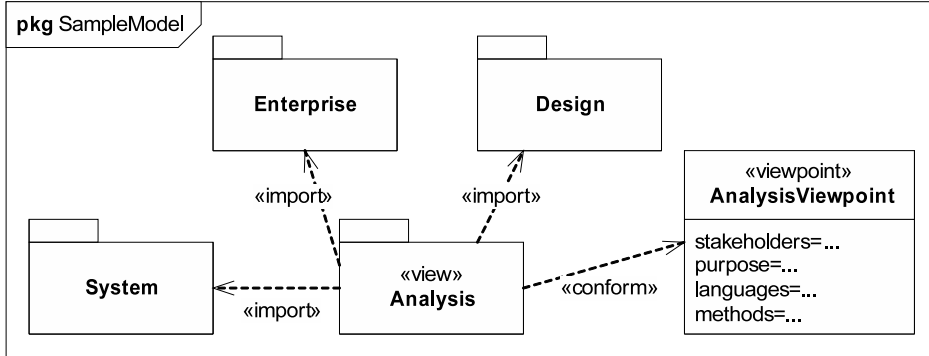 pkg SampleModel
Enterprise
Design
«import»
«import»
«viewpoint»
AnalysisViewpoint
stakeholders=...
purpose=...
languages=...
methods=...
System
«import»
«view»
Analysis
«conform»